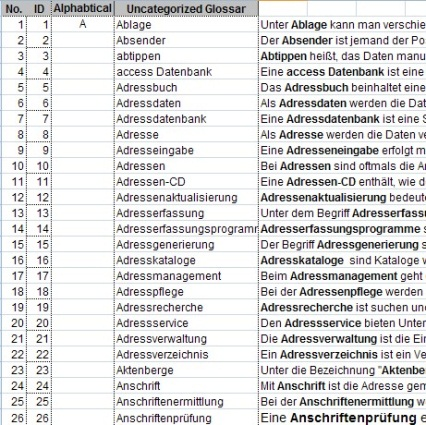 No. ID Alphabtical Uncategorized Glossar
1 1 A Ablage Unter Ablage kann man verschie
2 2 Absender Der Absender ist jemand der Po
3 3 abtippen Abtippen heißt, das Daten manu
4 4 access Datenbank Eine access Datenbank ist eine
5 5 Adressbuch Das Adressbuch beinhaltet eine
6 6 Adressdaten Als Adressdaten werden die Dat
7 7 Adressdatenbank Eine Adressdatenbank ist eine S
8 8 Adresse Als Adresse werden die Daten ve
9 9 Adresseingabe Eine Adresseneingabe erfolgt m
10 10 Adressen Bei Adressen sind oftmals die An
11 11 Adressen-CD Eine Adressen-CD enthält, wie d
12 12 Adressenaktualisierung Adressenaktualisierung bedeut
13 13 Adresserfassung Unter dem Begriff Adresserfass
14 14 Adresserfassungsprogramm Adresserfassungsprogramme s
15 15 Adressgenerierung Der Begriff Adressgenerierung s
16 16 Adresskataloge Adresskataloge sind Kataloge w
17 17 Adressmanagement Beim Adressmanagement geht
18 18 Adresspflege Bei der Adressenpflege werden
19 19 Adressrecherche Adressrecherche ist suchen und
20 20 Adressservice Den Adressservice bieten Unter
21 21 Adressverwaltung Die Adressverwaltung ist die Ein
22 22 Adressverzeichnis Ein Adressverzeichnis ist ein Ve
23 23 Aktenberge Unter die Bezeichnung "Aktenbe
24 24 Anschrift Mit Anschrift ist die Adresse gem
25 25 Anschriftenermittlung Bei der Anschriftenermittlung w
26 26 Anschriftenprüfung Eine Anschriftenprüfung e